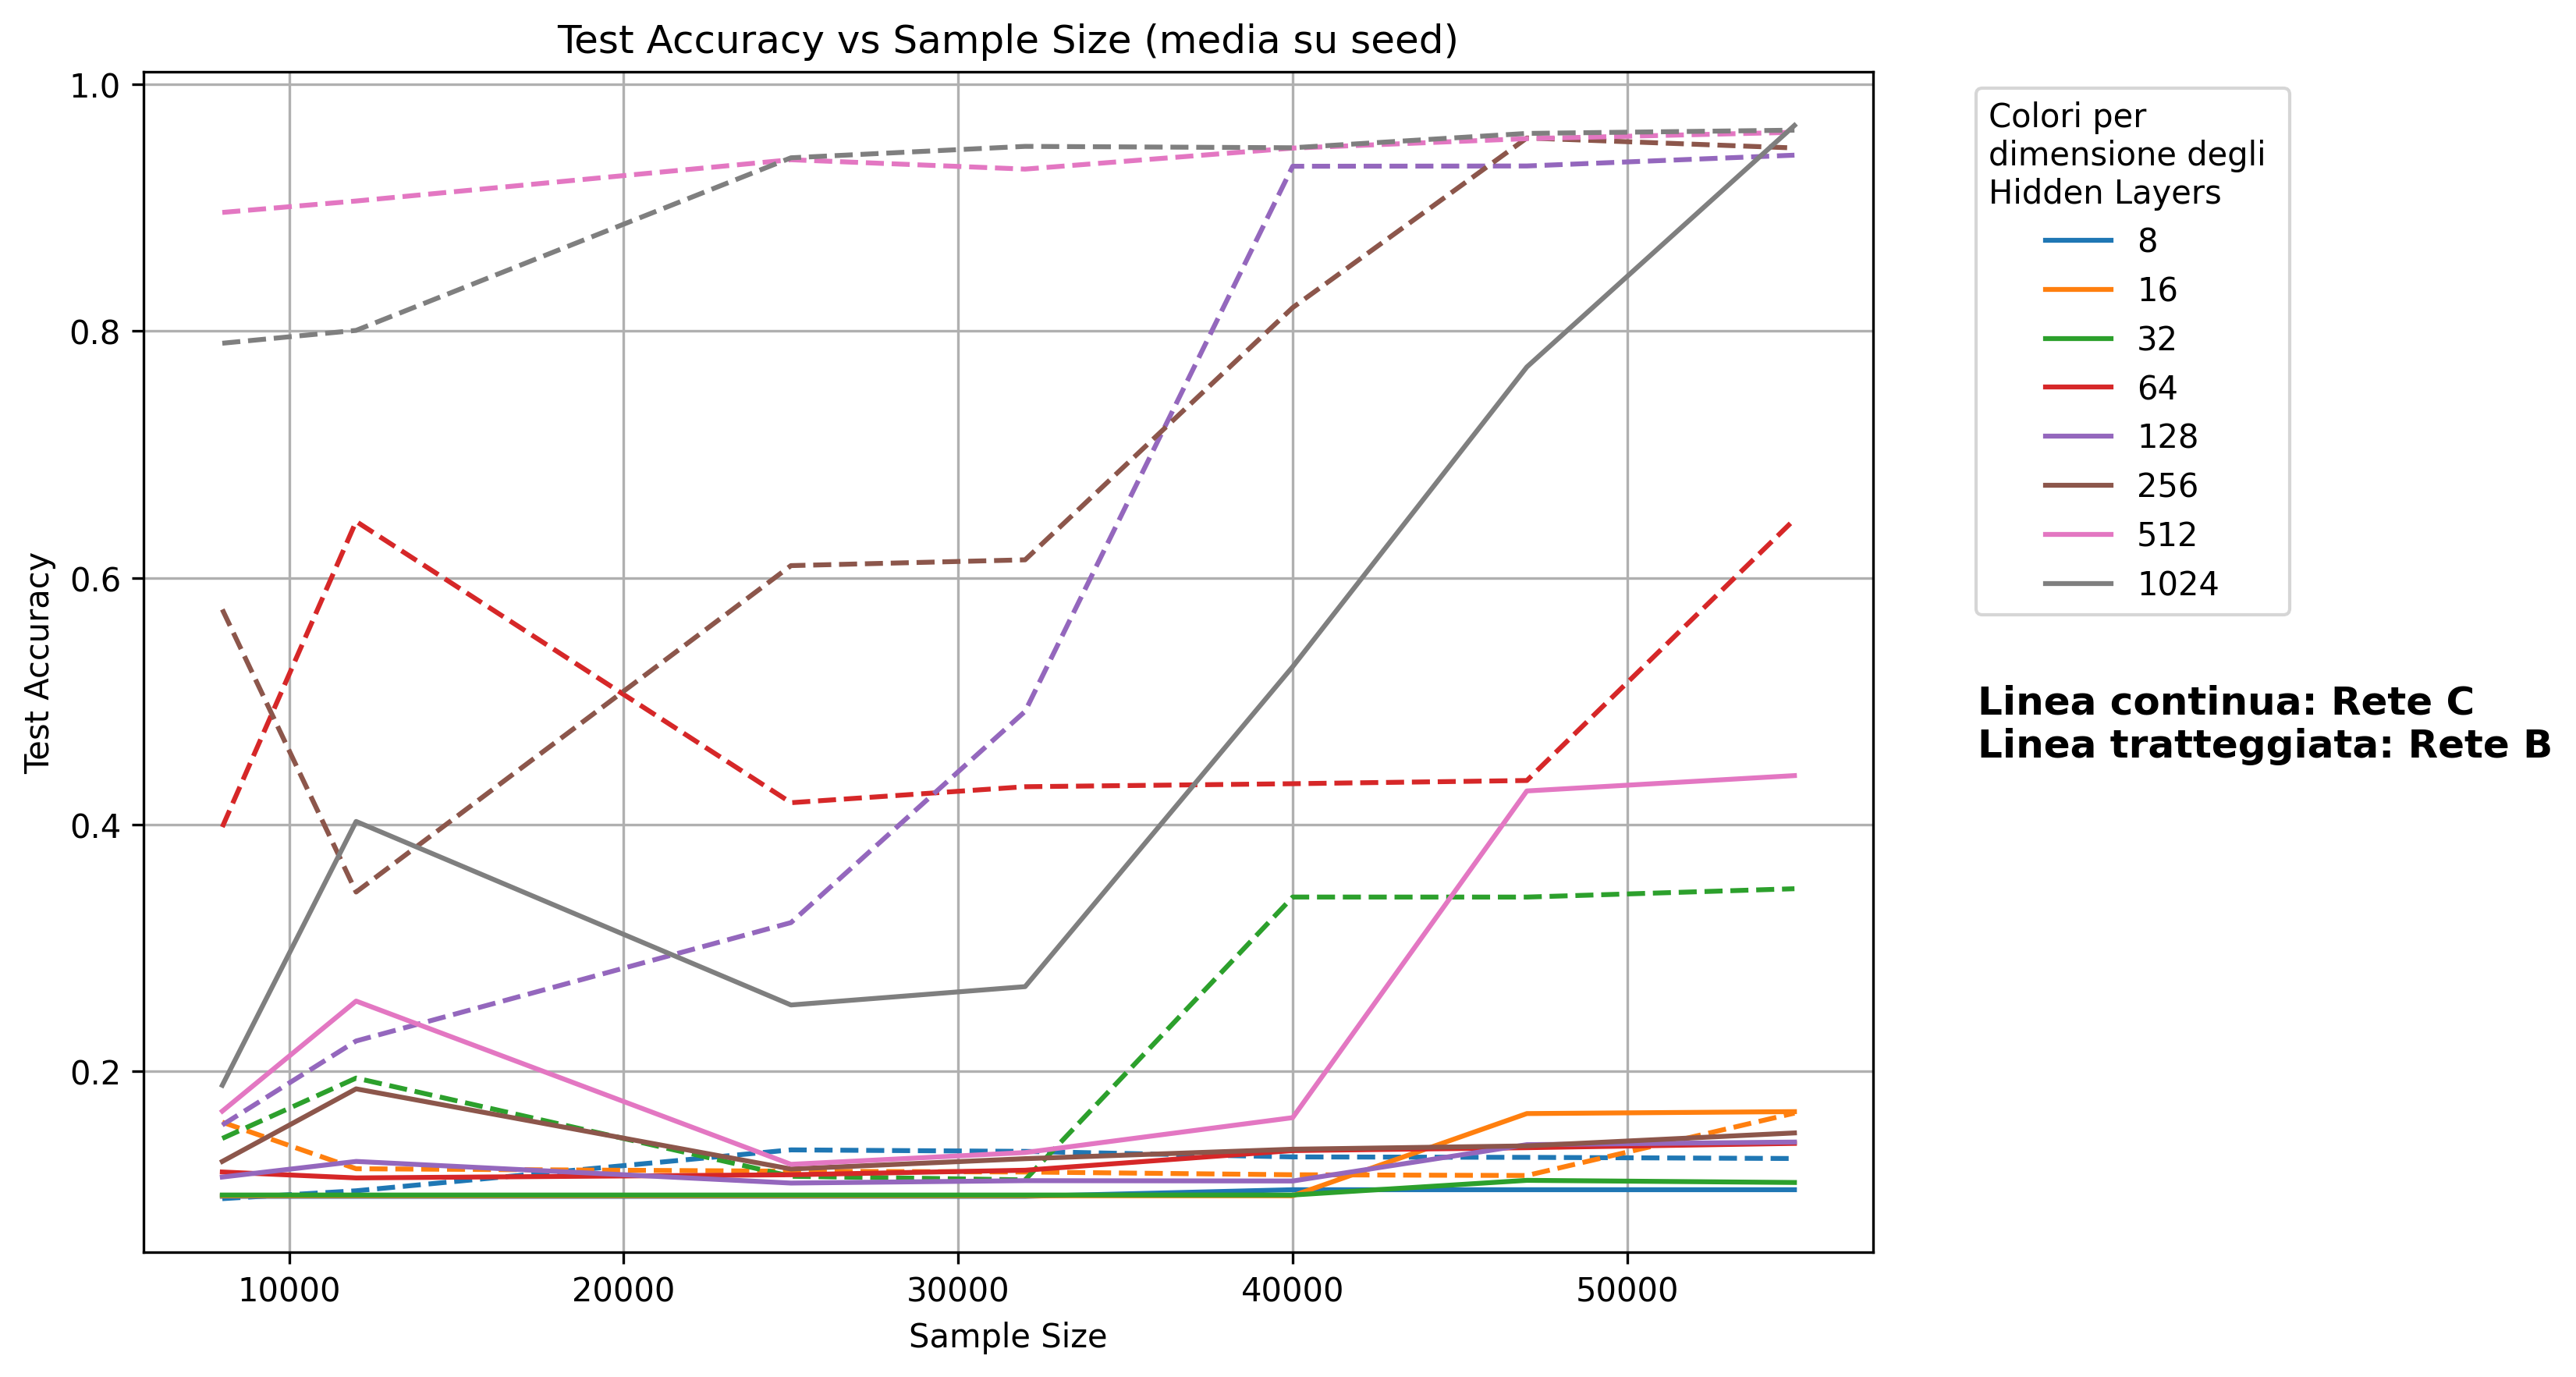 Test Accuracy vs Sample Size (media su seed)
1.0
0.8
0.6
0.4
0.2
Test Accuracy
10000 20000 30000 40000 50000
Sample Size
Colori per
dimensione degli
Hidden Layers
8
16
32
64
128
256
512
1024
Linea continua: Rete C
Linea tratteggiata: Rete B